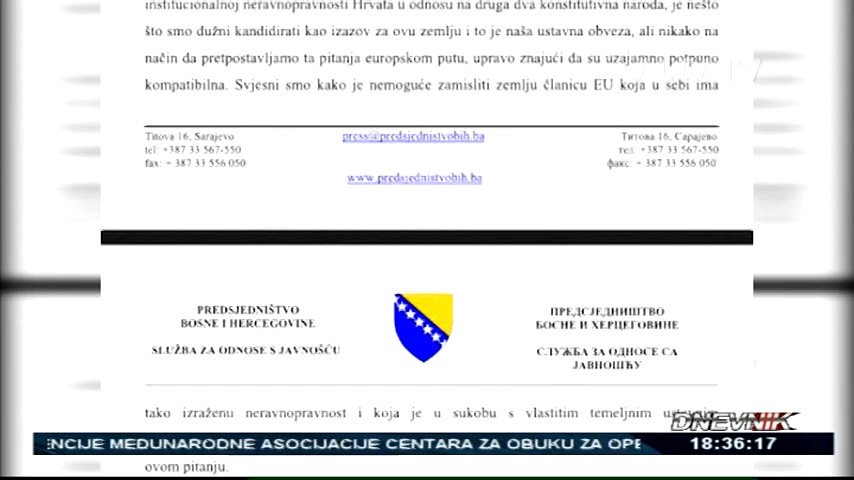 institucionalnoj neravnopravnosti Hrvata u odnosu na druga dva konstitutivna naroda, je nešto
što smo dužni kandidirati kao izazov za ovu zemlju i to je naša ustavna obveza, ali nikako na
način da pretpostavljamo ta pitanja europskom putu, upravo znajući da su uzajamno potpuno
kompatibilna. Svjesni smo kako je nemoguće zamisliti zemlju članicu EU koja u sebi ima
Titova 16, Sarajevo
tel: +387 33 567-550
fax: + 387 33 556 050
press@predsjednistvobih.ba
www.predsjednistvobih.ba
Титова 16, Сарајево
тел: +387 33 567-550
факс: + 387 33 556 050
PREDSJEDNIŠTVO
BOSNE I HERCEGOVINE
SLUŽBA ZA ODNOSE S JAVNOŠĆU
ПРЕДСЈЕДНИШТВО
БОСНЕ И ХЕРЦЕГОВИНЕ
СЛУЖБА ЗА ОДНОСЕ СА
ЈАВНОШЋУ
tako izraženu neravnopravnost i koja je u sukobu s vlastitim temeljnim
DNEVNIK
ENCIJE MEĐUNARODNE ASOCIJACIJE CENTARA ZA OBUKU ZA OPE
18:36:17
ovom pitanju.